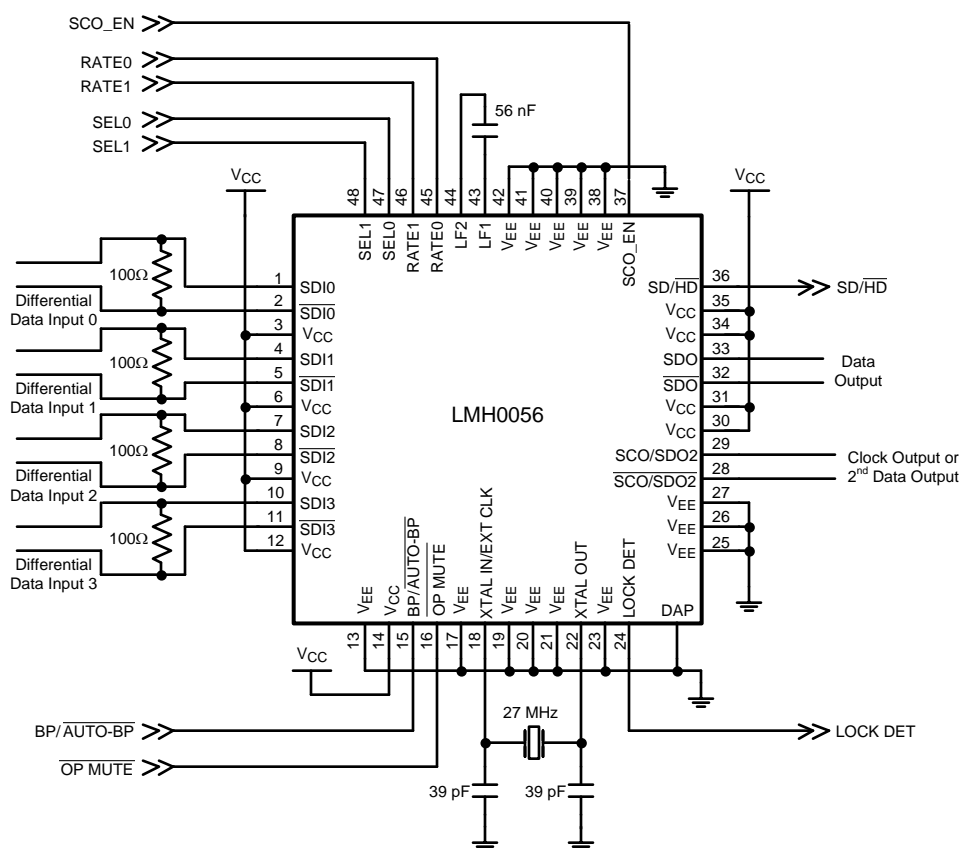 SCO_EN
RATE0
RATE1
SEL0
SEL1
56 nF
VCC
VCC
48
47
46
45
44
43
42
41
40
39
38
37
SEL1
SEL0
RATE1
RATE0
LF2
LF1
VEE
VEE
VEE
VEE
VEE
SCO_EN
100Ω
Differential
Data Input 0
100Ω
Differential
Data Input 1
100Ω
Differential
Data Input 2
100Ω
Differential
Data Input 3
1 SDI0
2 SDI0
3 VCC
4 SDI1
5 SDI1
6 VCC
7 SDI2
8 SDI2
9 VCC
10 SDI3
11 SDI3
12 VCC
LMH0056
SD/HD 36 SD/HD
VCC 35
VCC 34
SDO 33
SDO 32
Data
Output
VCC 31
VCC 30
SCO/SDO2 29
SCO/SDO2 28
Clock Output or
2nd Data Output
VEE 27
VEE 26
VEE 25
VEE
VCC
BP/AUTO-BP
OP MUTE
VEE
XTAL IN/EXT CLK
VEE
VEE
VEE
XTAL OUT
VEE
LOCK DET
DAP
13
14
15
16
17
18
19
20
21
22
23
24
VCC
BP/AUTO-BP
OP MUTE
27 MHz
LOCK DET
39 pF
39 pF